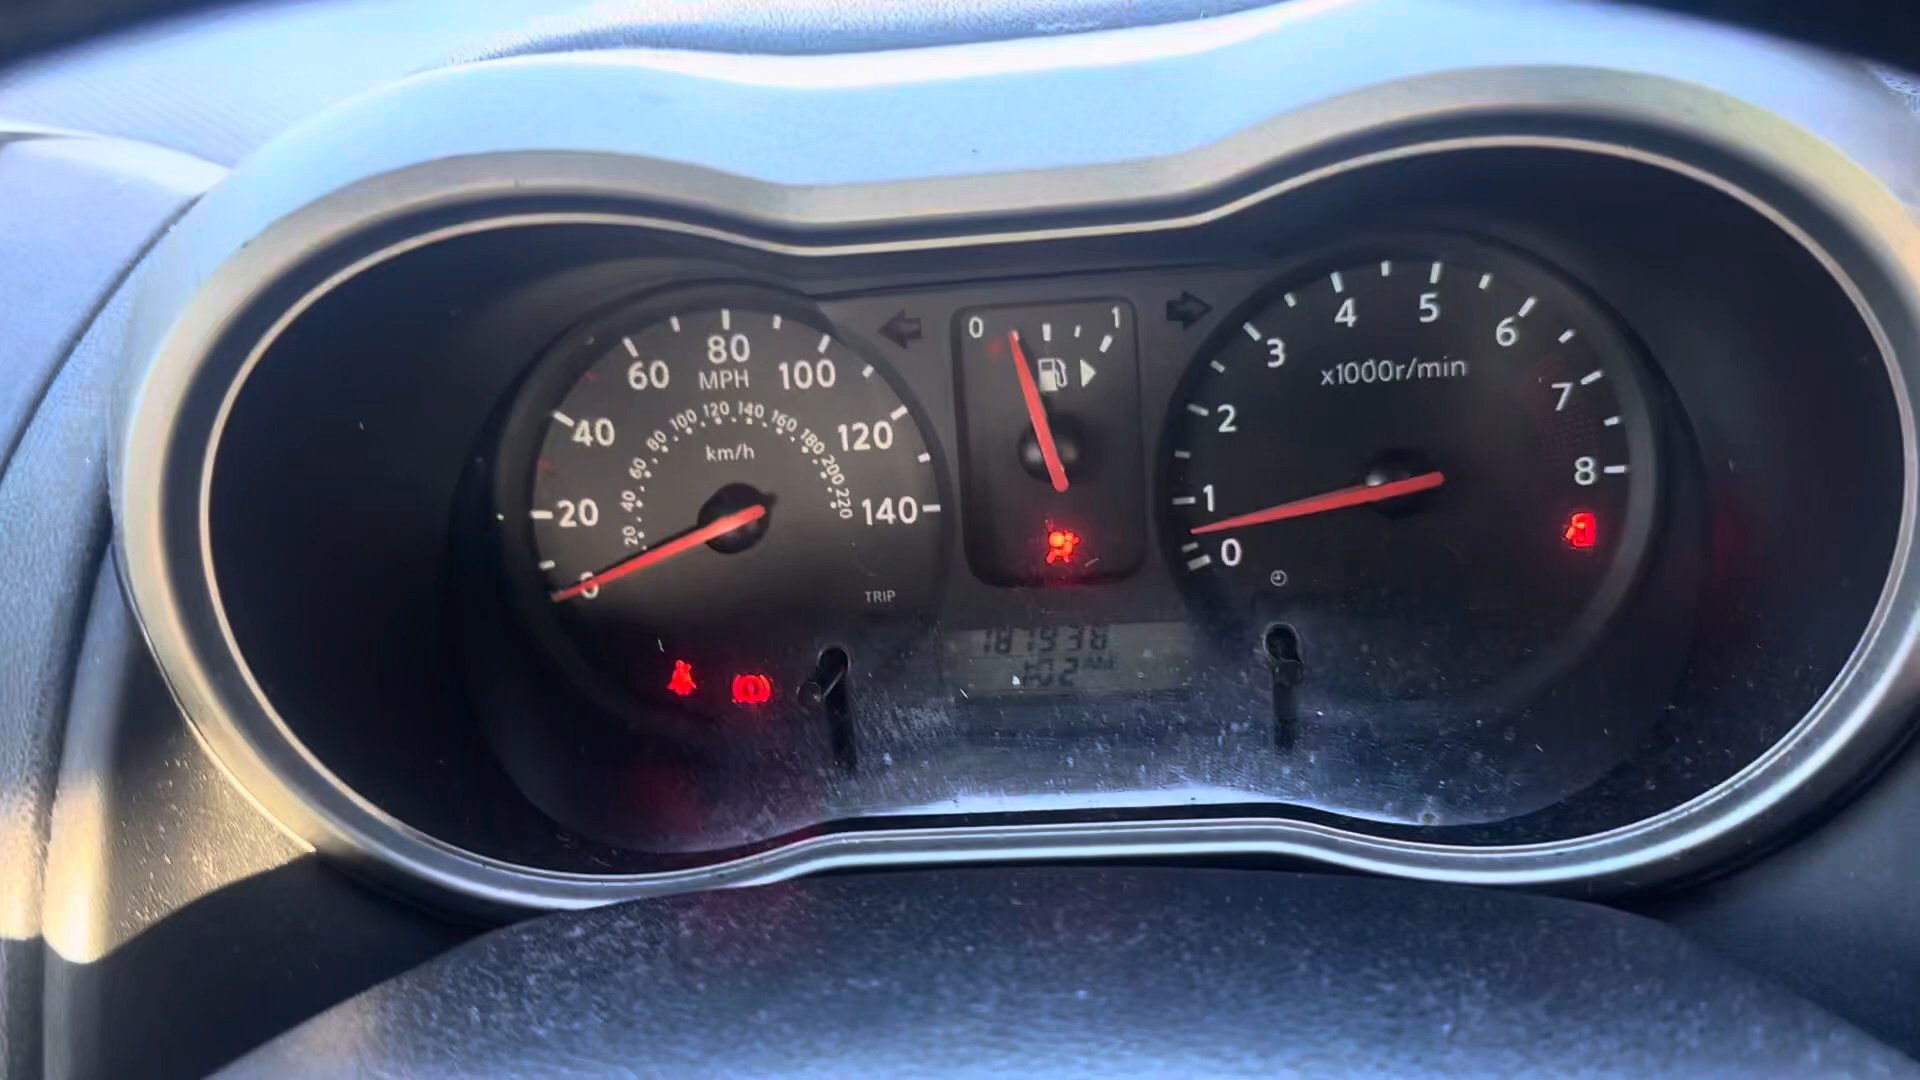 80
60 MPH 100
40 120
20 140
0
20 40 60 80 100 120 140 160 180 200 220
km/h
TRIP
0 1
4 5
3 6
x1000r/min
2 7
1 8
0
AM